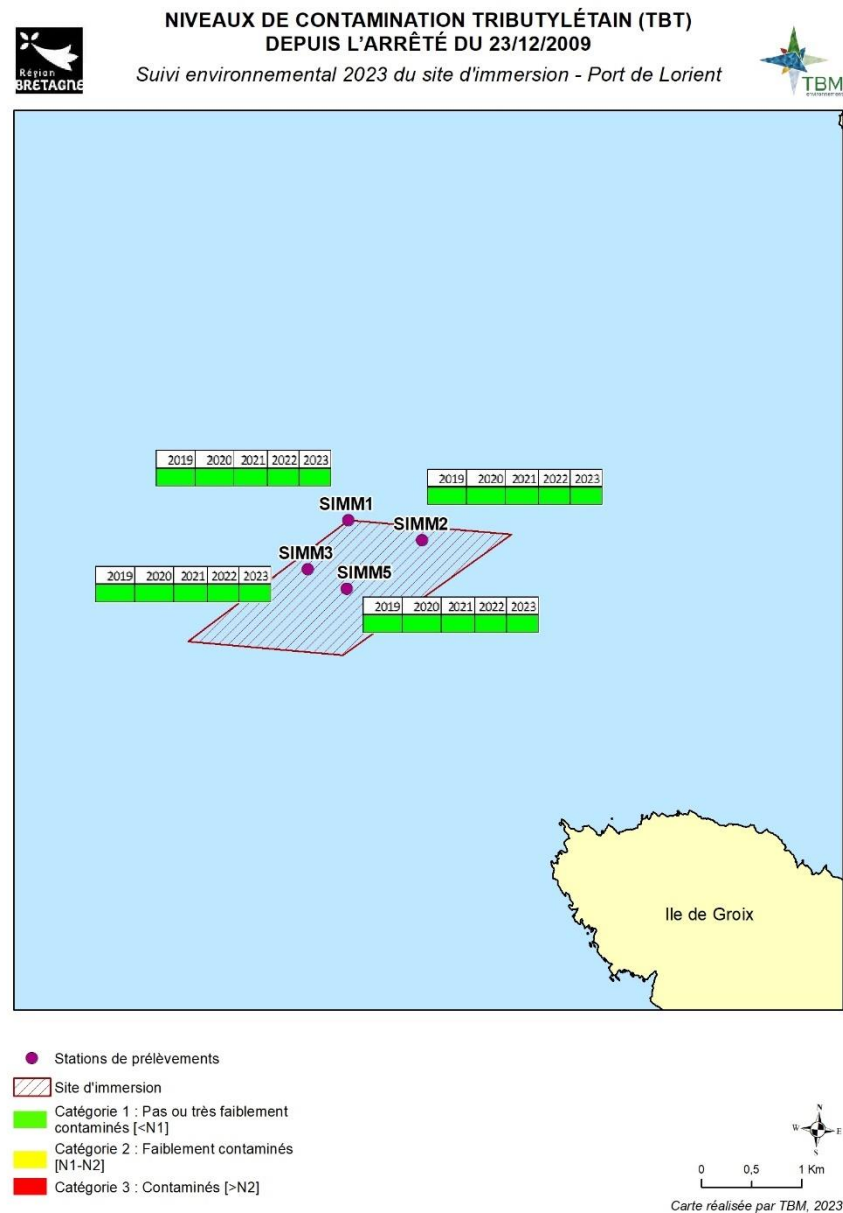 NIVEAUX DE CONTAMINATION TRIBUTYLÉTAIN (TBT)
DEPUIS L'ARRÊTÉ DU 23/12/2009
Suivi environnemental 2023 du site d'immersion - Port de Lorient
Région
BRETAGNE
TBM
environnement
2019 2020 2021 2022 2023
2019 2020 2021 2022 2023
SIMM1
SIMM2
SIMM3
2019 2020 2021 2022 2023
SIMM5
2019 2020 2021 2022 2023
Ile de Groix
Stations de prélèvements
Site d'immersion
Catégorie 1 : Pas ou très faiblement
contaminés [<N1]
Catégorie 2 : Faiblement contaminés
[N1-N2]
Catégorie 3 : Contaminés [>N2]
N
W E
S
0 0,5 1 Km
Carte réalisée par TBM, 2023